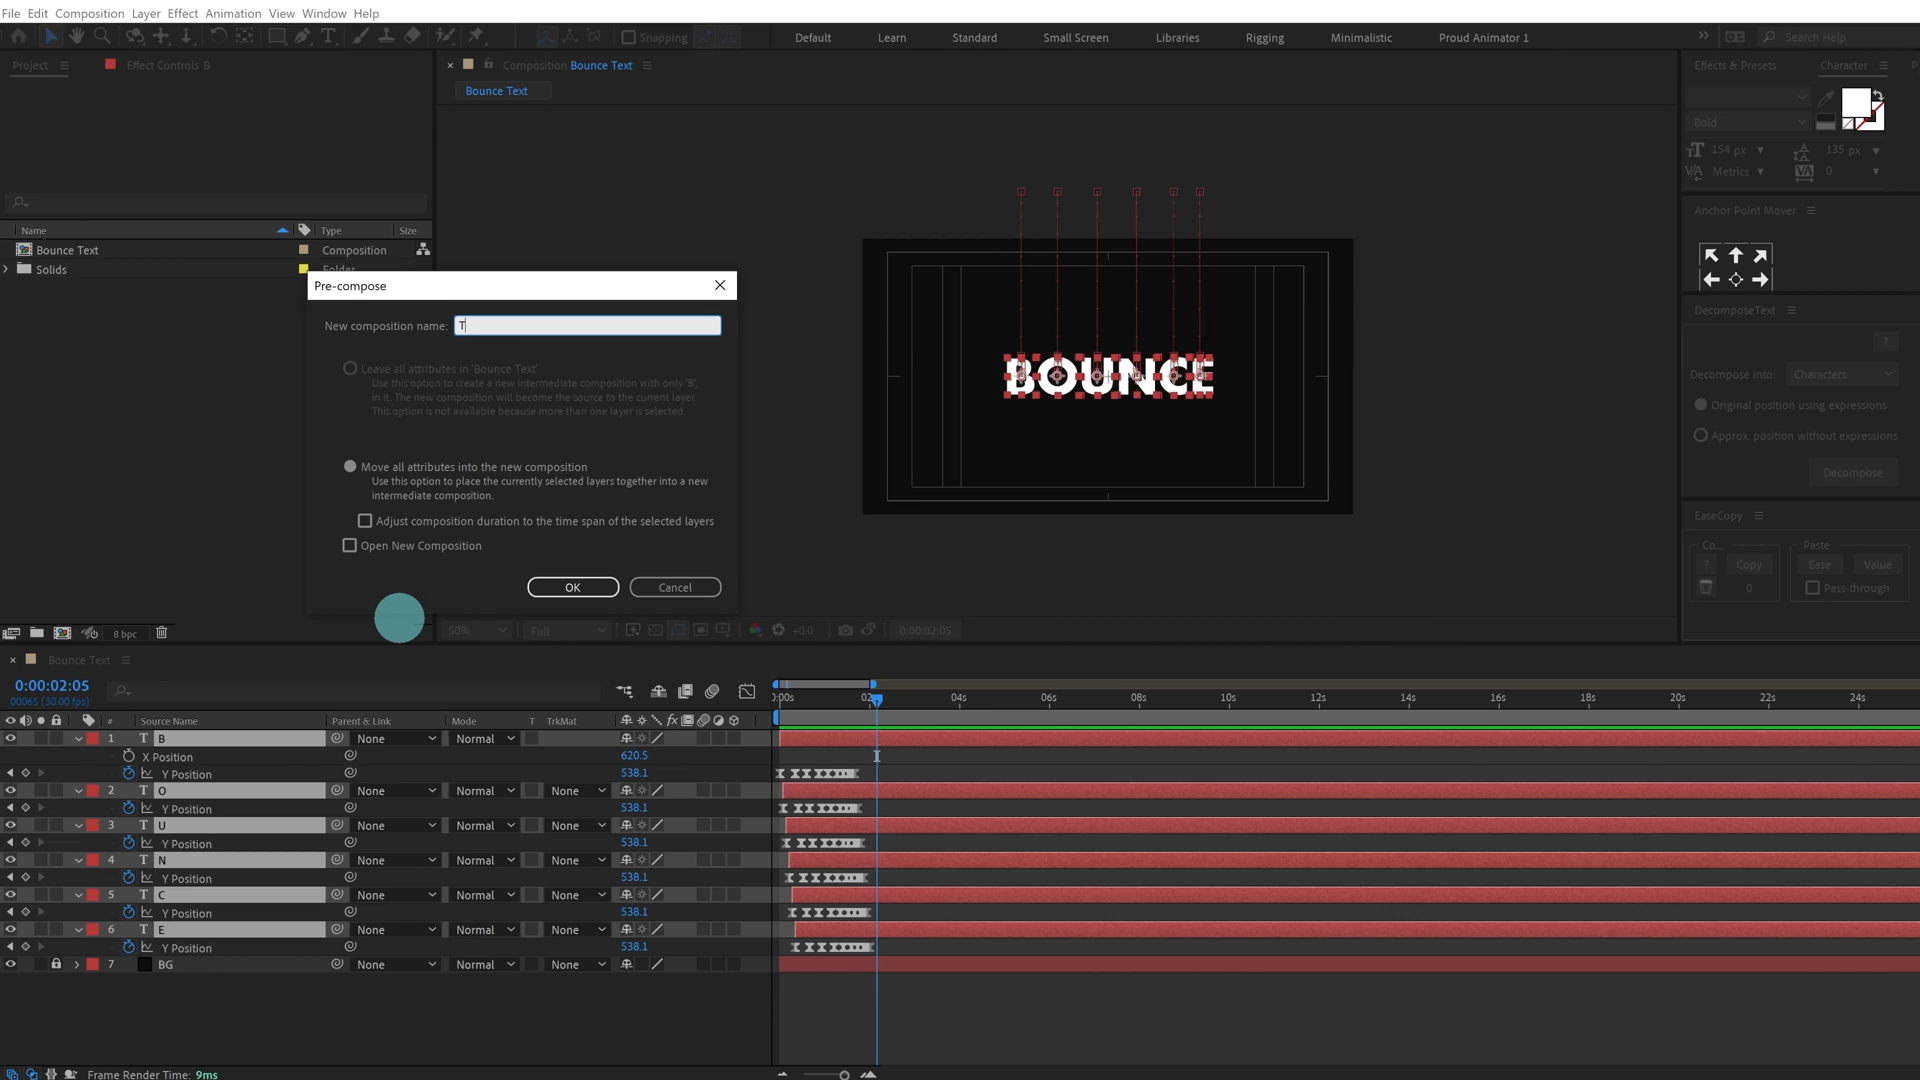 File Edit Composition Layer Effect Animation View Window Help
Snapping Default Learn Standard Small Screen Libraries Rigging Minimalistic Proud Animator 1 Search Help
Project Effect Controls B Composition Bounce Text Effects & Presets Character P
Bounce Text
Bold
154 px 135 px
Metrics 0
Anchor Point Mover
Name Type Size
Bounce Text Composition
Solids Folder
Pre-compose
New composition name: T
Leave all attributes in 'Bounce Text'
Use this option to create a new intermediate composition with only 'B',
in it. The new composition will become the source to the current layer.
This option is not available because more than one layer is selected.
Move all attributes into the new composition
Use this option to place the currently selected layers together into a new
intermediate composition.
Adjust composition duration to the time span of the selected layers
Open New Composition
OK Cancel
BOUNCE
DecomposeText
?
Decompose into: Characters
Original position using expressions
Approx. position without expressions
Decompose
EaseCopy
Co... Paste
? Copy Ease Value
0 Pass-through
8 bpc 50% Full +0.0 0;00;02;05
Bounce Text
0:00:02:05
00065 (30.00 fps)
):00s 02 04s 06s 08s 10s 12s 14s 16s 18s 20s 22s 24s
# Source Name Parent & Link Mode T TrkMat
1 T B None Normal
X Position 620.5
Y Position 538.1
2 T O None Normal None
Y Position 538.1
3 T U None Normal None
Y Position 538.1
4 T N None Normal None
Y Position 538.1
5 T C None Normal None
Y Position 538.1
6 T E None Normal None
Y Position 538.1
7 BG None Normal None
Frame Render Time: 9ms